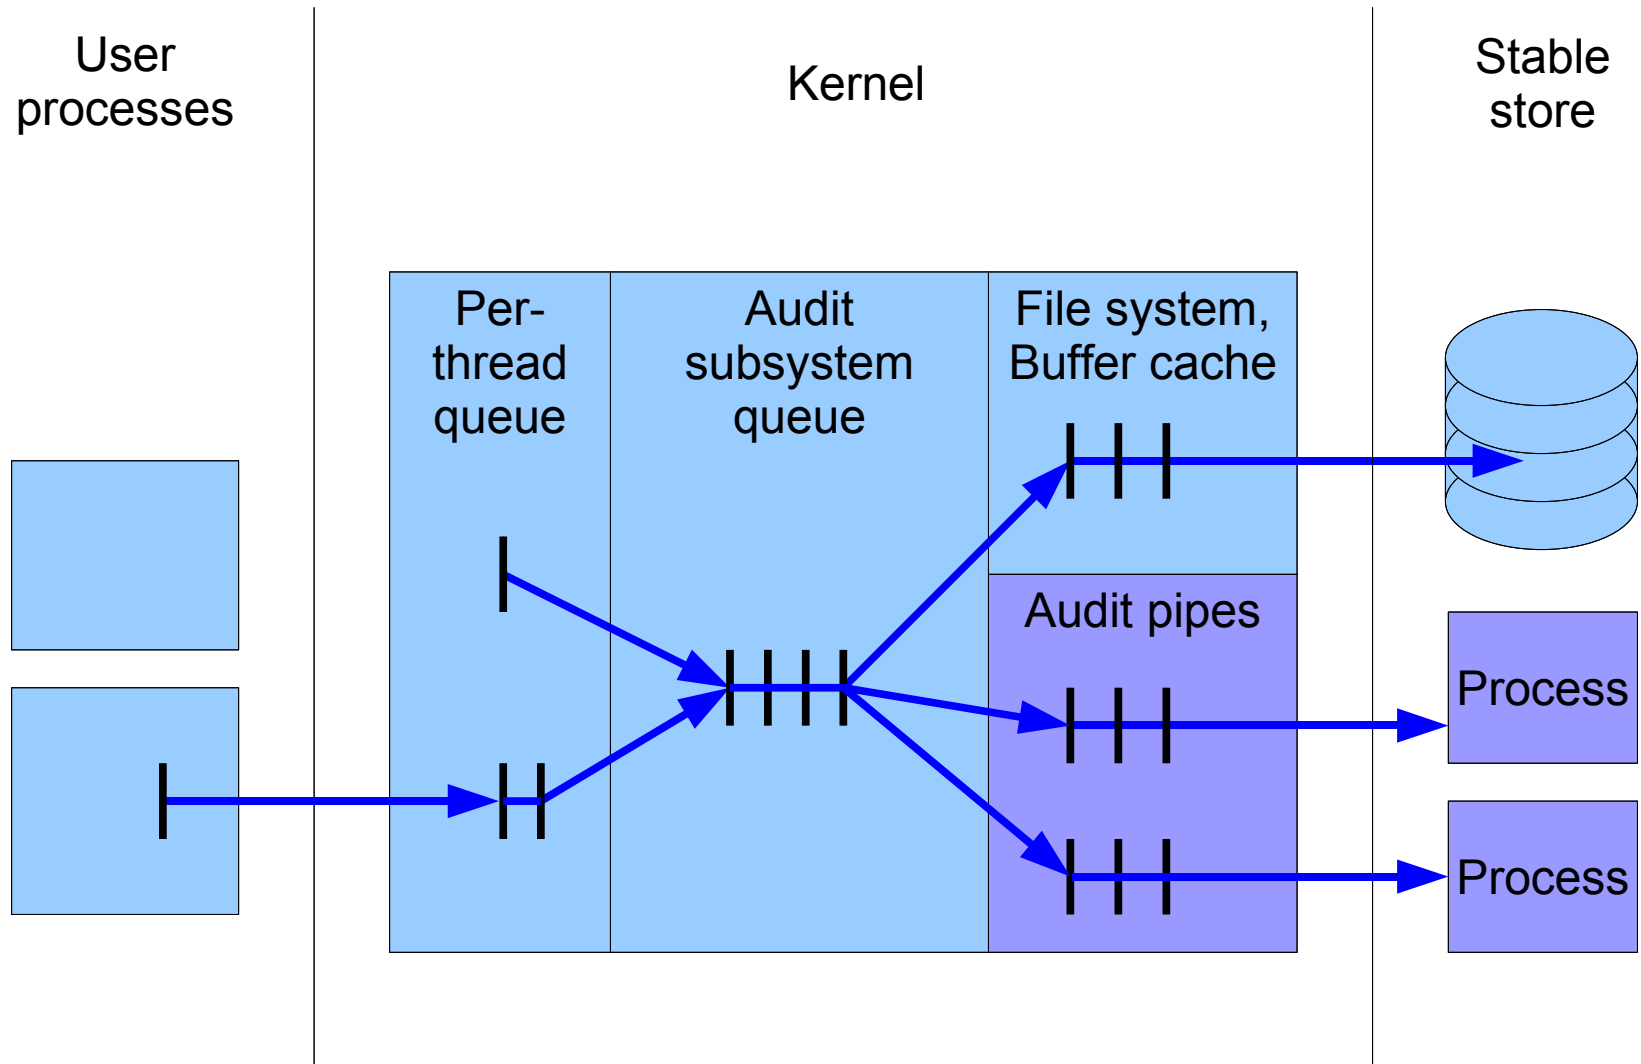 User
processes
Kernel
Stable
store
Per-
thread
queue
Audit
subsystem
queue
File system,
Buffer cache
Audit pipes
Process
Process